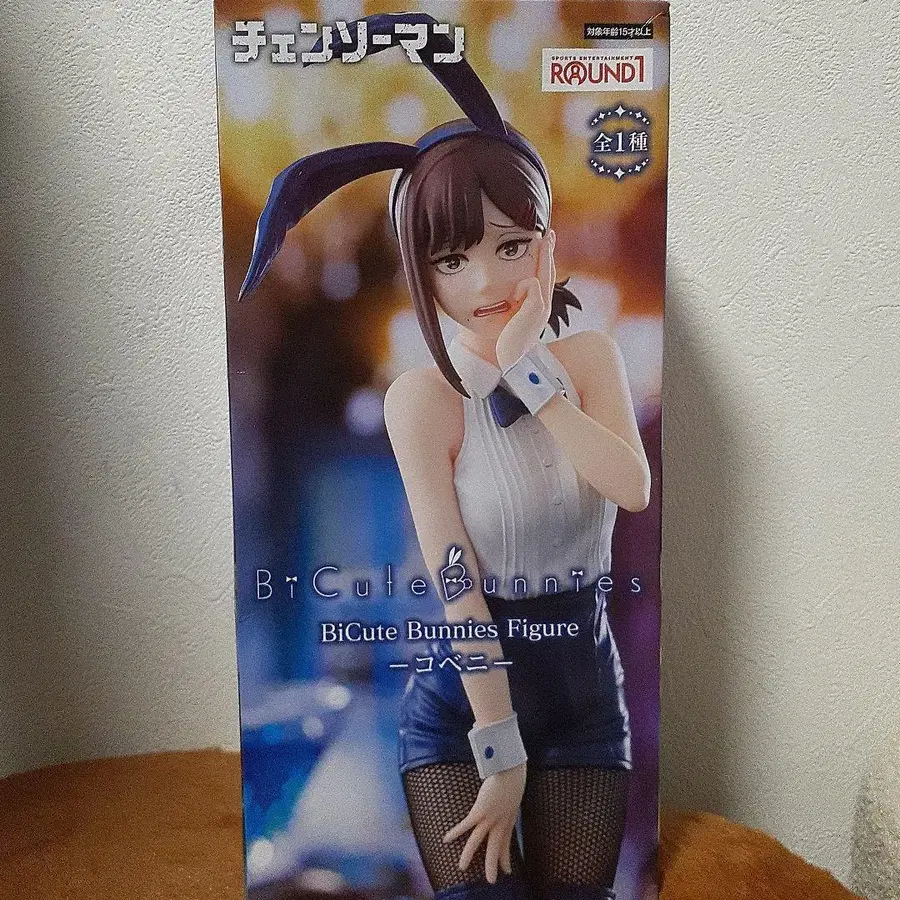 チェンソーマン
対象年齢15才以上
SPORTS ENTERTAINMENT
ROUND1
全1種
BiCuteBunnies
BiCute Bunnies Figure
ーコベニー